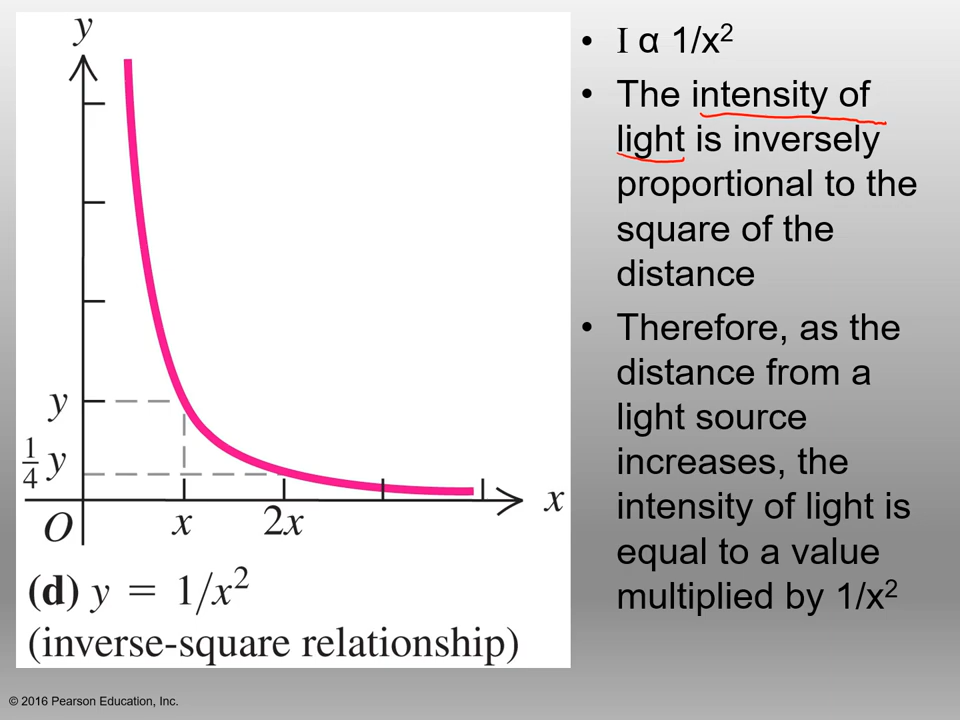 y
y
1/4 y
O
x
2x
x
(d) y = 1/x²
(inverse-square relationship)
• I α 1/x²
• The intensity of
light is inversely
proportional to the
square of the
distance
• Therefore, as the
distance from a
light source
increases, the
intensity of light is
equal to a value
multiplied by 1/x²
© 2016 Pearson Education, Inc.